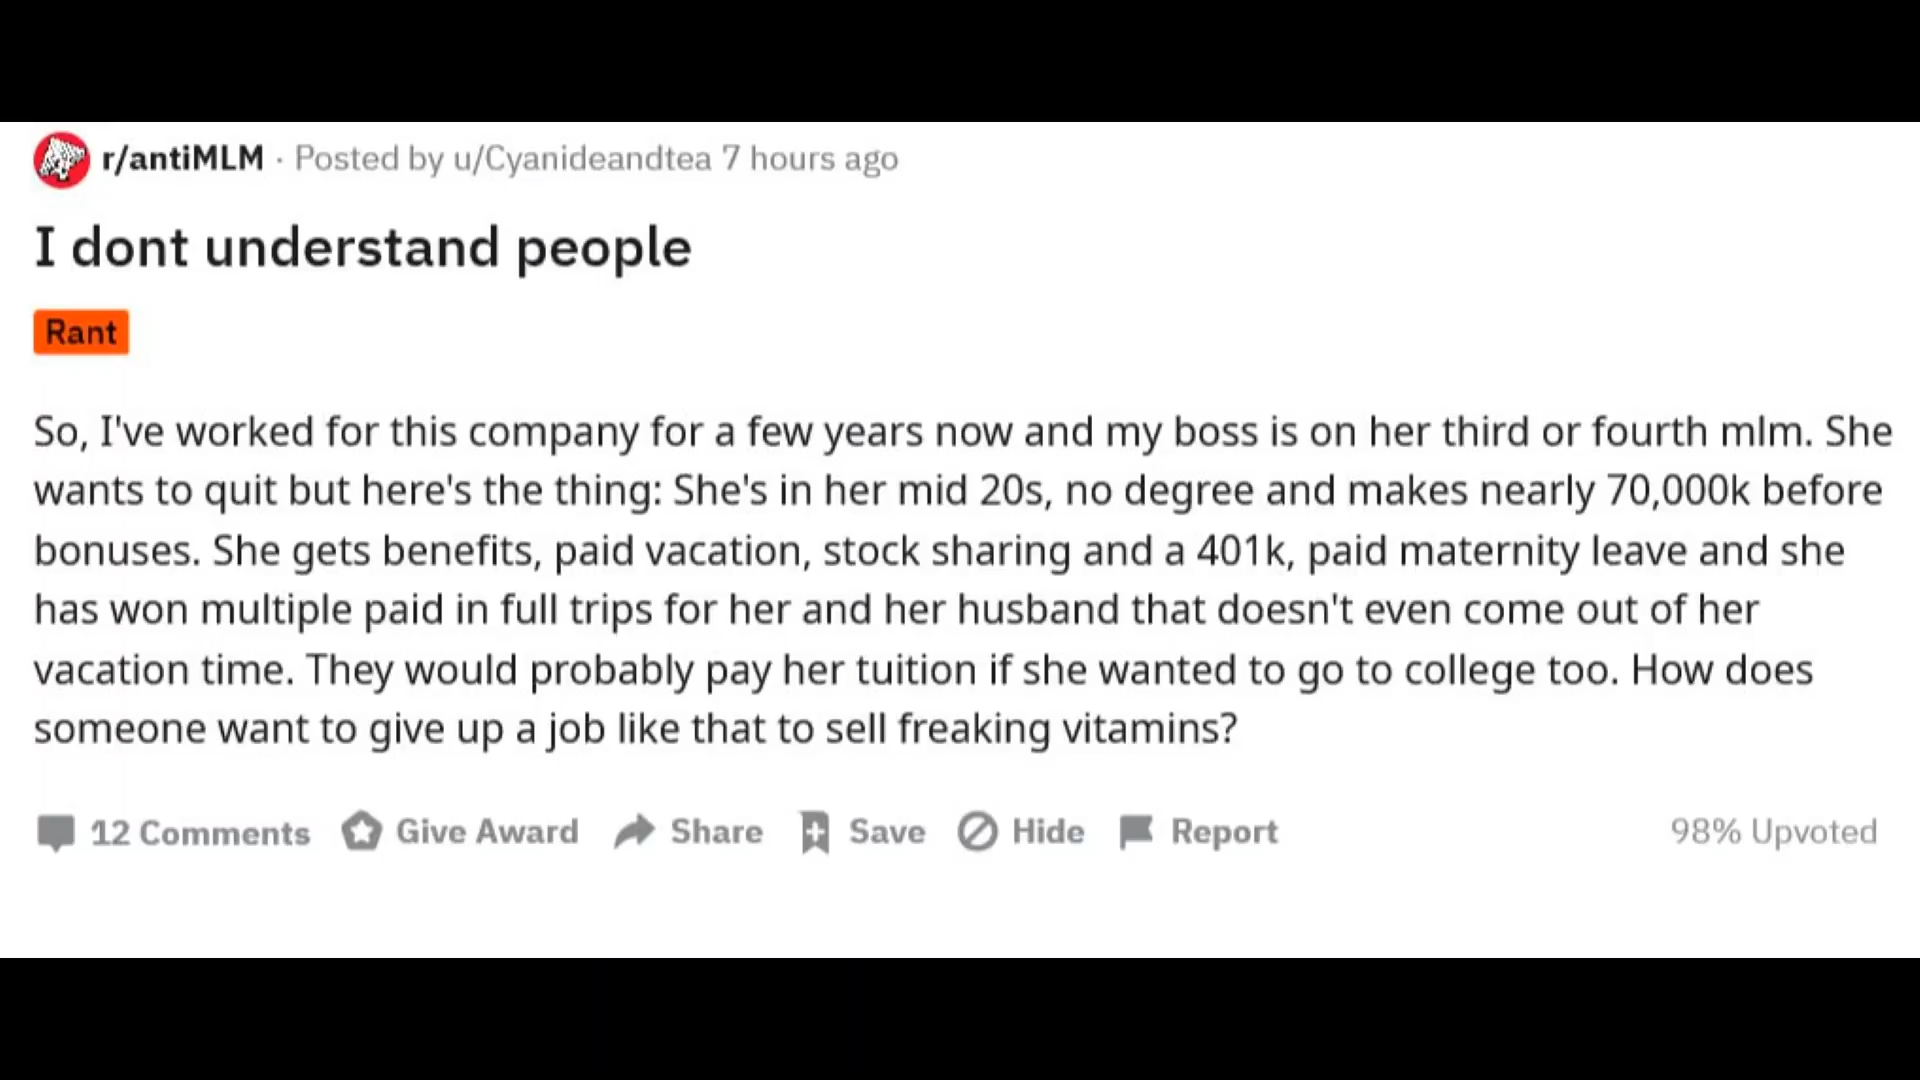 r/antiMLM · Posted by u/Cyanideandtea 7 hours ago
I dont understand people
Rant
So, I've worked for this company for a few years now and my boss is on her third or fourth mlm. She
wants to quit but here's the thing: She's in her mid 20s, no degree and makes nearly 70,000k before
bonuses. She gets benefits, paid vacation, stock sharing and a 401k, paid maternity leave and she
has won multiple paid in full trips for her and her husband that doesn't even come out of her
vacation time. They would probably pay her tuition if she wanted to go to college too. How does
someone want to give up a job like that to sell freaking vitamins?
12 Comments Give Award Share Save Hide Report 98% Upvoted